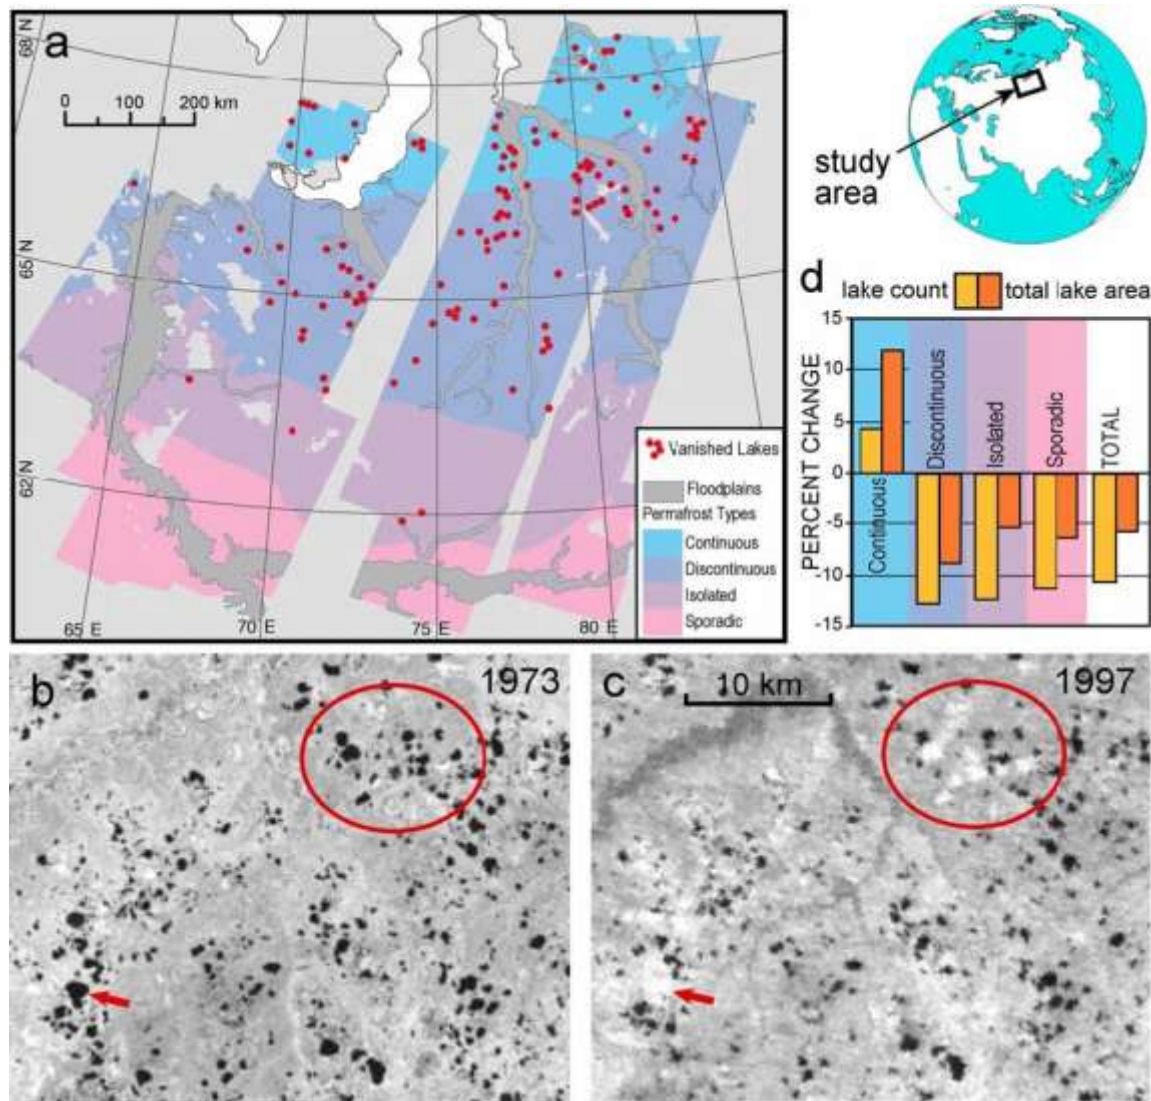 a
68 N
65 N
62 N
0 100 200 km
65 E
70 E
75 E
80 E
Vanished Lakes
Floodplains
Permafrost Types
Continuous
Discontinuous
Isolated
Sporadic
study
area
d
lake count
total lake area
PERCENT CHANGE
15
10
5
0
-5
-10
-15
Continuous
Discontinuous
Isolated
Sporadic
TOTAL
b
1973
c
10 km
1997